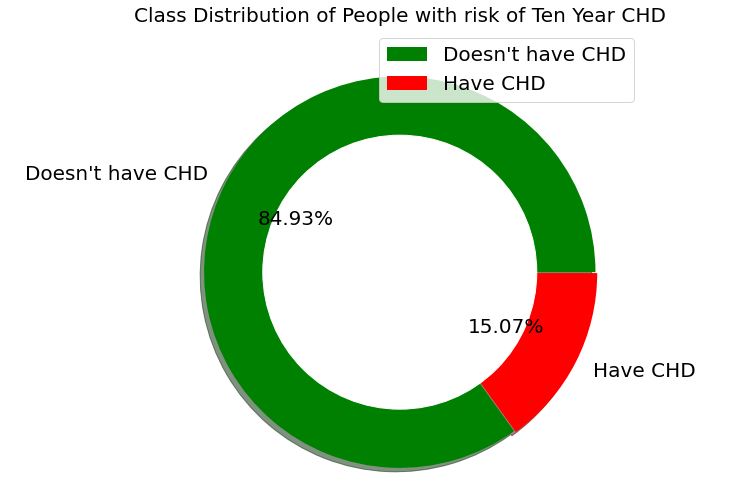 Class Distribution of People with risk of Ten Year CHD
Doesn't have CHD
Have CHD
Doesn't have CHD
84.93%
15.07%
Have CHD